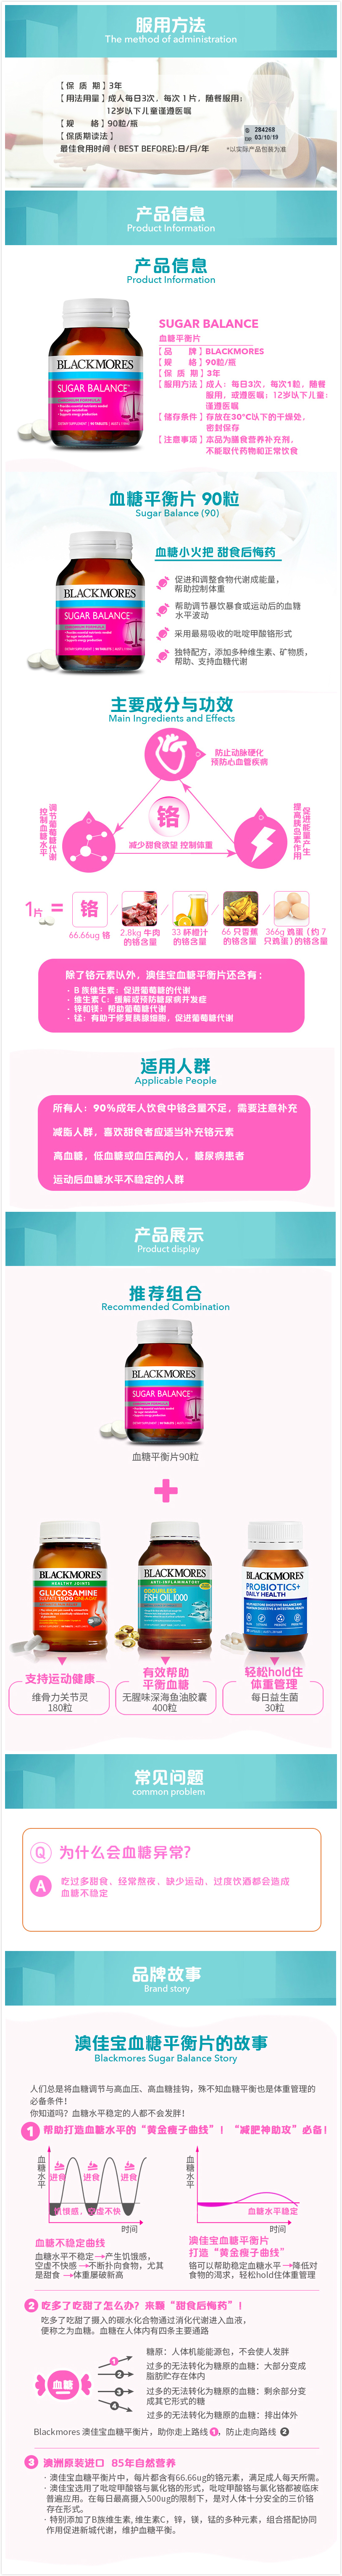 服用方法
The method of administration
【保 质 期】3年
【用法用量】成人每日3次，每次1片，随餐服用；
12岁以下儿童谨遵医嘱
【规 格】90粒/瓶
【保质期读法】
最佳食用时间（BEST BEFORE):日/月/年
284268
03/10/19
*以实际产品包装为准
产品信息
Product Information
产品信息
Product Information
BLACKMORES
SUGAR BALANCE
SUGAR BALANCE
血糖平衡片
【品 牌】BLACKMORES
【规 格】90粒/瓶
【保 质 期】3年
【服用方法】成人：每日3次，每次1粒，随餐
服用，或遵医嘱；12岁以下儿童：
谨遵医嘱
【储存条件】存放在30℃以下的干燥处，
密封保存
【注意事项】本品为膳食营养补充剂，
不能取代药物和正常饮食
血糖平衡片 90粒
Sugar Balance (90)
BLACKMORES
SUGAR BALANCE
血糖小火把 甜食后悔药
促进和调整食物代谢成能量，
帮助控制体重
帮助调节暴饮暴食或运动后的血糖
水平波动
采用最易吸收的吡啶甲酸铬形式
独特配方，添加多种维生素、矿物质，
帮助、支持血糖代谢
主要成分与功效
Main Ingredients and Effects
防止动脉硬化
预防心血管疾病
铬
调节葡萄糖代谢
控制血糖水平
促进能量产生
提高胰岛素作用
减少甜食欲望 控制体重
1片 = 铬
66.66ug 铬
2.8kg 牛肉
的铬含量
33 杯橙汁
的铬含量
66 只香蕉
的铬含量
366g 鸡蛋（约 7
只鸡蛋）的铬含量
除了铬元素以外，澳佳宝血糖平衡片还含有：
· B 族维生素：促进葡萄糖的代谢
· 维生素 C：缓解或预防糖尿病并发症
· 锌和镁：帮助葡萄糖代谢
· 锰：有助于修复胰腺细胞，促进葡萄糖代谢
适用人群
Applicable People
所有人：90%成年人饮食中铬含量不足，需要注意补充
减脂人群，喜欢甜食者应适当补充铬元素
高血糖，低血糖或血压高的人，糖尿病患者
运动后血糖水平不稳定的人群
产品展示
Product display
推荐组合
Recommended Combination
BLACKMORES
SUGAR BALANCE
血糖平衡片90粒
BLACKMORES
HEALTHY JOINTS
GLUCOSAMINE
SULFATE 1500 ONE-A-DAY
BLACKMORES
ANTI-INFLAMMATORY
ODOURLESS
FISH OIL 1000
BLACKMORES
PROBIOTICS+
DAILY HEALTH
支持运动健康
维骨力关节灵
180粒
有效帮助
平衡血糖
无腥味深海鱼油胶囊
400粒
轻松hold住
体重管理
每日益生菌
30粒
常见问题
common problem
Q 为什么会血糖异常?
A 吃过多甜食、经常熬夜、缺少运动、过度饮酒都会造成
血糖不稳定
品牌故事
Brand story
澳佳宝血糖平衡片的故事
Blackmores Sugar Balance Story
人们总是将血糖调节与高血压、高血糖挂钩，殊不知血糖平衡也是体重管理的
必备条件！
你知道吗？血糖水平稳定的人都不会发胖！
1 帮助打造血糖水平的“黄金瘦子曲线”！“减肥神助攻”必备！
血糖水平
进食
进食
进食
时间
血糖水平
血糖水平稳定
时间
血糖不稳定曲线
血糖水平不稳定→产生饥饿感，
空虚不快感→不断扑向食物，尤其
是甜食→体重屡破新高
澳佳宝血糖平衡片
打造“黄金瘦子曲线”
铬可以帮助稳定血糖水平→降低对
食物的渴求，轻松hold住体重管理
2 吃多了吃甜了怎么办？来颗“甜食后悔药”！
吃多了吃甜了摄入的碳水化合物通过消化代谢进入血液，
便称之为血糖。血糖在人体内有四条主要通路
血糖
1
2
3
4
糖原：人体机能能源包，不会使人发胖
过多的无法转化为糖原的血糖：大部分变成
脂肪贮存在体内
过多的无法转化为糖原的血糖：剩余部分变
成其它形式的糖
过多的无法转化为糖原的血糖：排出体外
Blackmores 澳佳宝血糖平衡片，助你走上路线 1，防止走向路线 2
3 澳洲原装进口 85年自然营养
· 澳佳宝血糖平衡片中，每片都含有66.66ug的铬元素，满足成人每天所需。
· 澳佳宝选用了吡啶甲酸铬与氯化铬的形式，吡啶甲酸铬与氯化铬都被临床
普遍应用。在每日最高摄入500ug的限制下，是对人体十分安全的三价铬
存在形式。
· 特别添加了B族维生素, 维生素C，锌，镁，锰的多种元素，组合搭配协同
作用促进新城代谢，维护血糖平衡。